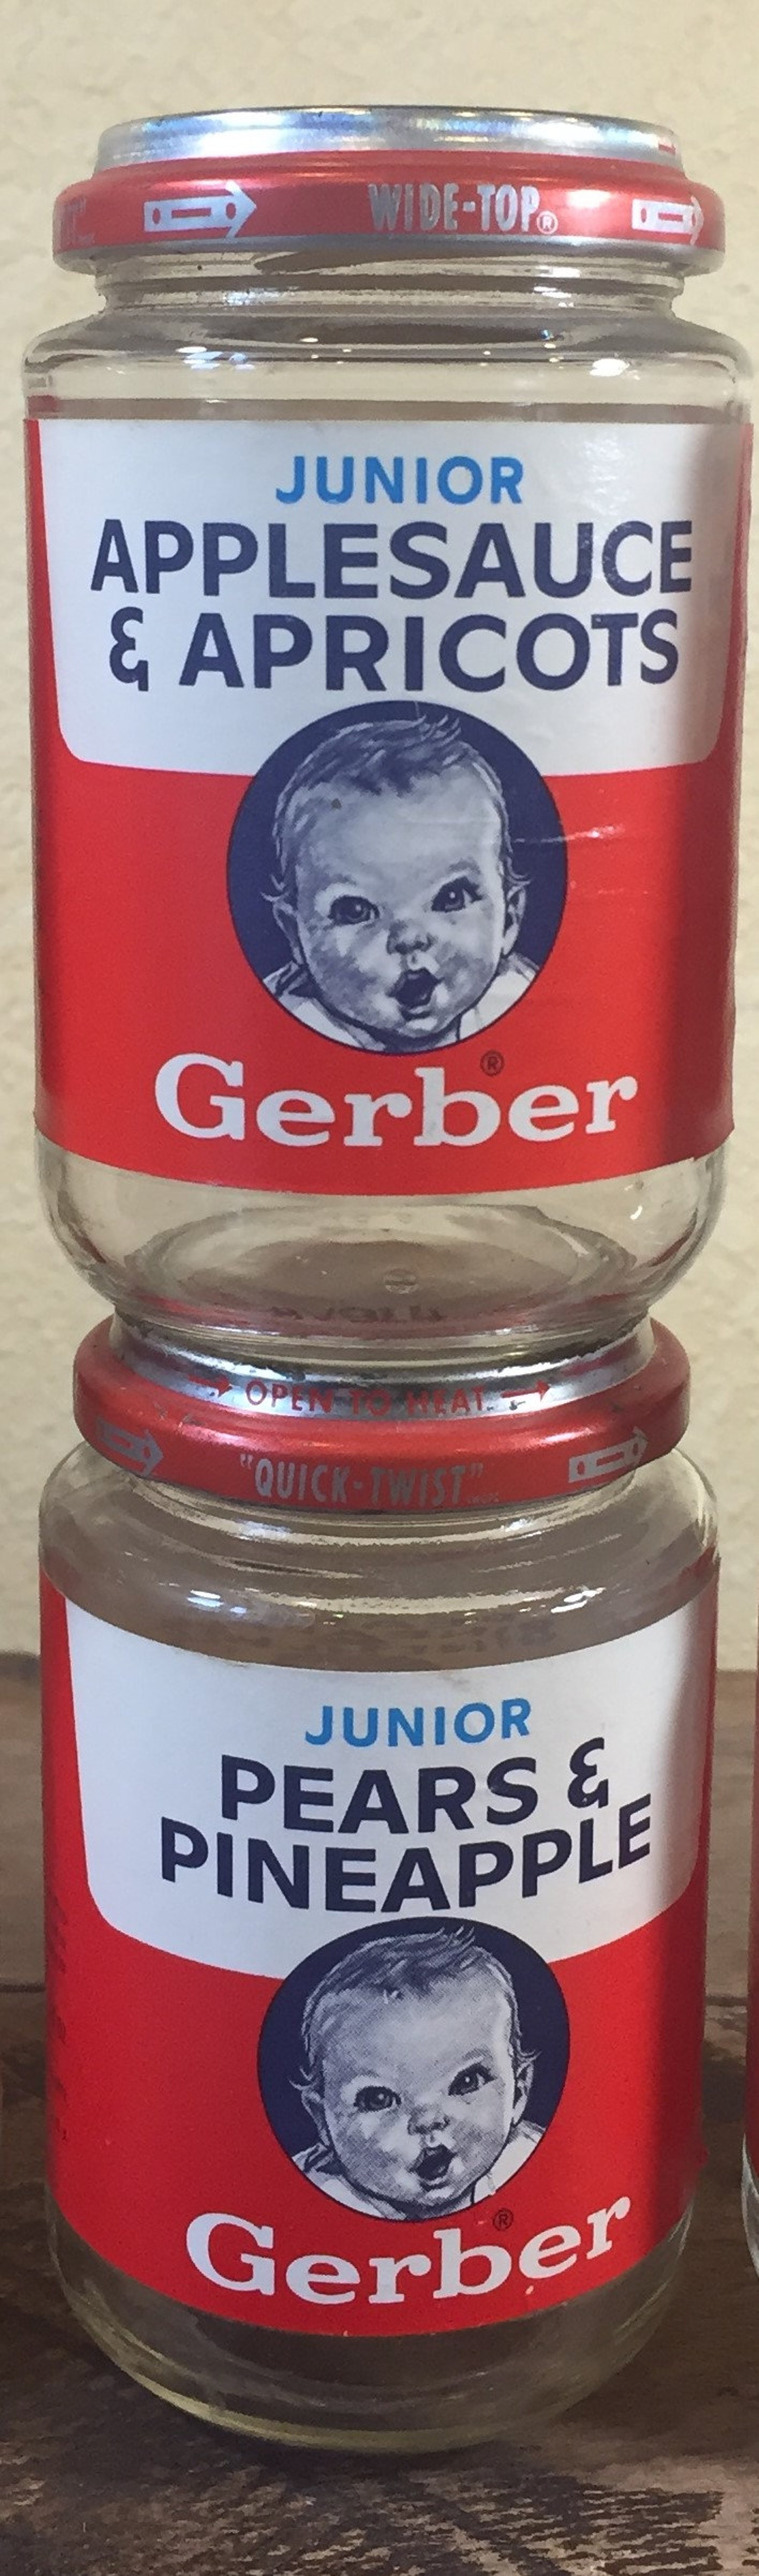 WIDE-TOP®
JUNIOR
APPLESAUCE
& APRICOTS
Gerber®
OPEN TO HEAT
"QUICK-TWIST"
JUNIOR
PEARS &
PINEAPPLE
Gerber®